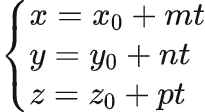 x = x₀ + mt
y = y₀ + nt
z = z₀ + pt